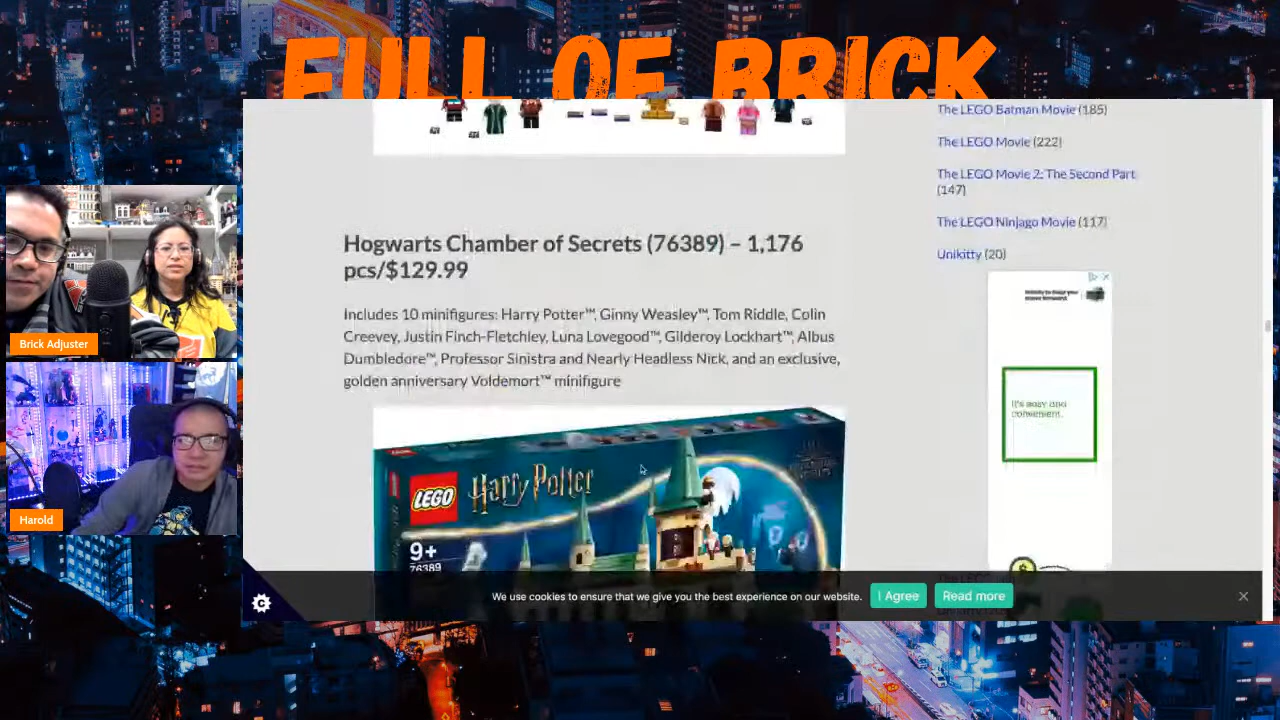 FULL OF BRICK
The LEGO Batman Movie (185)
The LEGO Movie (222)
The LEGO Movie 2: The Second Part
(147)
The LEGO Ninjago Movie (117)
Unikitty (20)
Hogwarts Chamber of Secrets (76389) – 1,176
pcs/$129.99
Includes 10 minifigures: Harry Potter™, Ginny Weasley™, Tom Riddle, Colin
Creevey, Justin Finch-Fletchley, Luna Lovegood™, Gilderoy Lockhart™, Albus
Dumbledore™, Professor Sinistra and Nearly Headless Nick, and an exclusive,
golden anniversary Voldemort™ minifigure
It's easy and
convenient.
LEGO
Harry Potter
9+
76389
Brick Adjuster
Harold
We use cookies to ensure that we give you the best experience on our website.
I Agree
Read more